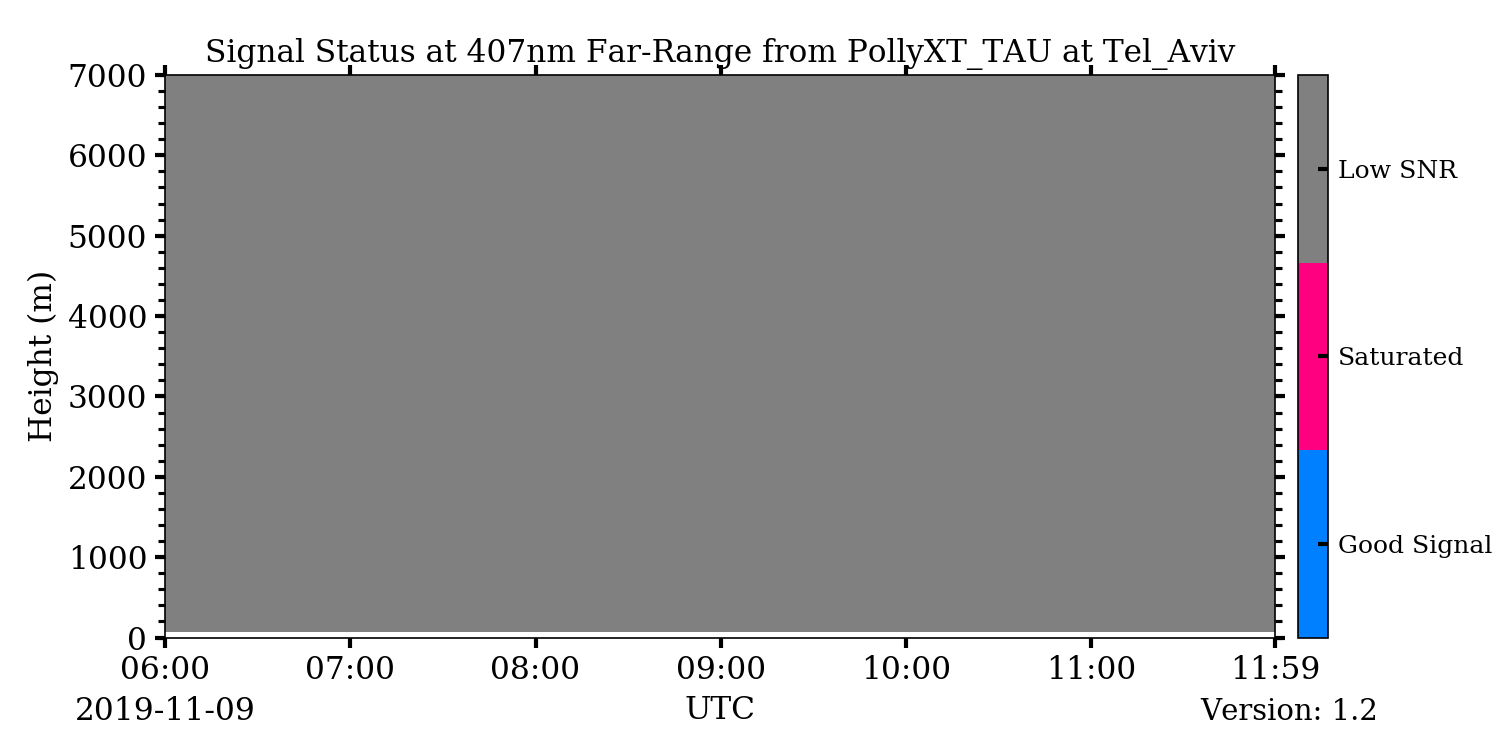 Signal Status at 407nm Far-Range from PollyXT_TAU at Tel_Aviv
7000
6000
5000
4000
3000
2000
1000
0
Height (m)
06:00 07:00 08:00 09:00 10:00 11:00 11:59
2019-11-09 UTC Version: 1.2
Low SNR
Saturated
Good Signal